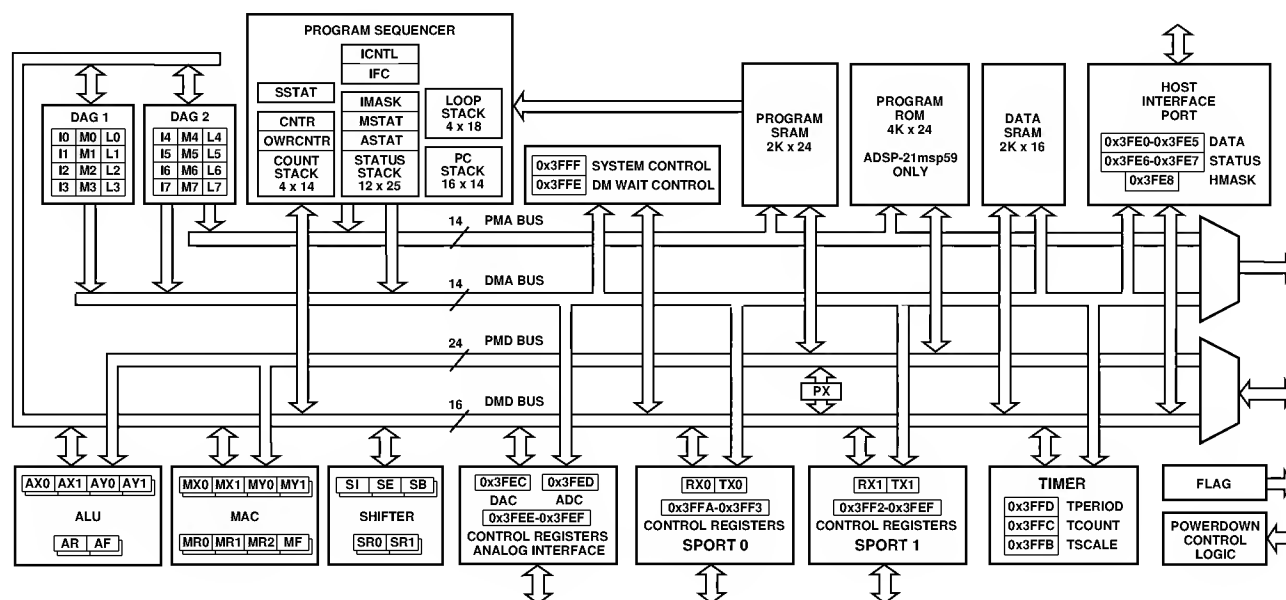 PROGRAM SEQUENCER
ICNTL
IFC
SSTAT
CNTR
OWRCNTR
COUNT
STACK
4 x 14
IMASK
MSTAT
ASTAT
STATUS
STACK
12 x 25
LOOP
STACK
4 x 18
PC
STACK
16 x 14
DAG 1
I0 M0 L0
I1 M1 L1
I2 M2 L2
I3 M3 L3
DAG 2
I4 M4 L4
I5 M5 L5
I6 M6 L6
I7 M7 L7
0x3FFF SYSTEM CONTROL
0x3FFE DM WAIT CONTROL
PROGRAM
SRAM
2K x 24
PROGRAM
ROM
4K x 24
ADSP-21msp59
ONLY
DATA
SRAM
2K x 16
HOST
INTERFACE
PORT
0x3FE0-0x3FE5 DATA
0x3FE6-0x3FE7 STATUS
0x3FE8 HMASK
14 PMA BUS
14 DMA BUS
24 PMD BUS
16 DMD BUS
PX
AX0 AX1 AY0 AY1
ALU
AR AF
MX0 MX1 MY0 MY1
MAC
MR0 MR1 MR2 MF
SI SE SB
SHIFTER
SR0 SR1
0x3FEC 0x3FED
DAC ADC
0x3FEE-0x3FEF
CONTROL REGISTERS
ANALOG INTERFACE
RX0 TX0
0x3FFA-0x3FF3
CONTROL REGISTERS
SPORT 0
RX1 TX1
0x3FF2-0x3FEF
CONTROL REGISTERS
SPORT 1
TIMER
0x3FFD TPERIOD
0x3FFC TCOUNT
0x3FFB TSCALE
FLAG
POWERDOWN
CONTROL
LOGIC